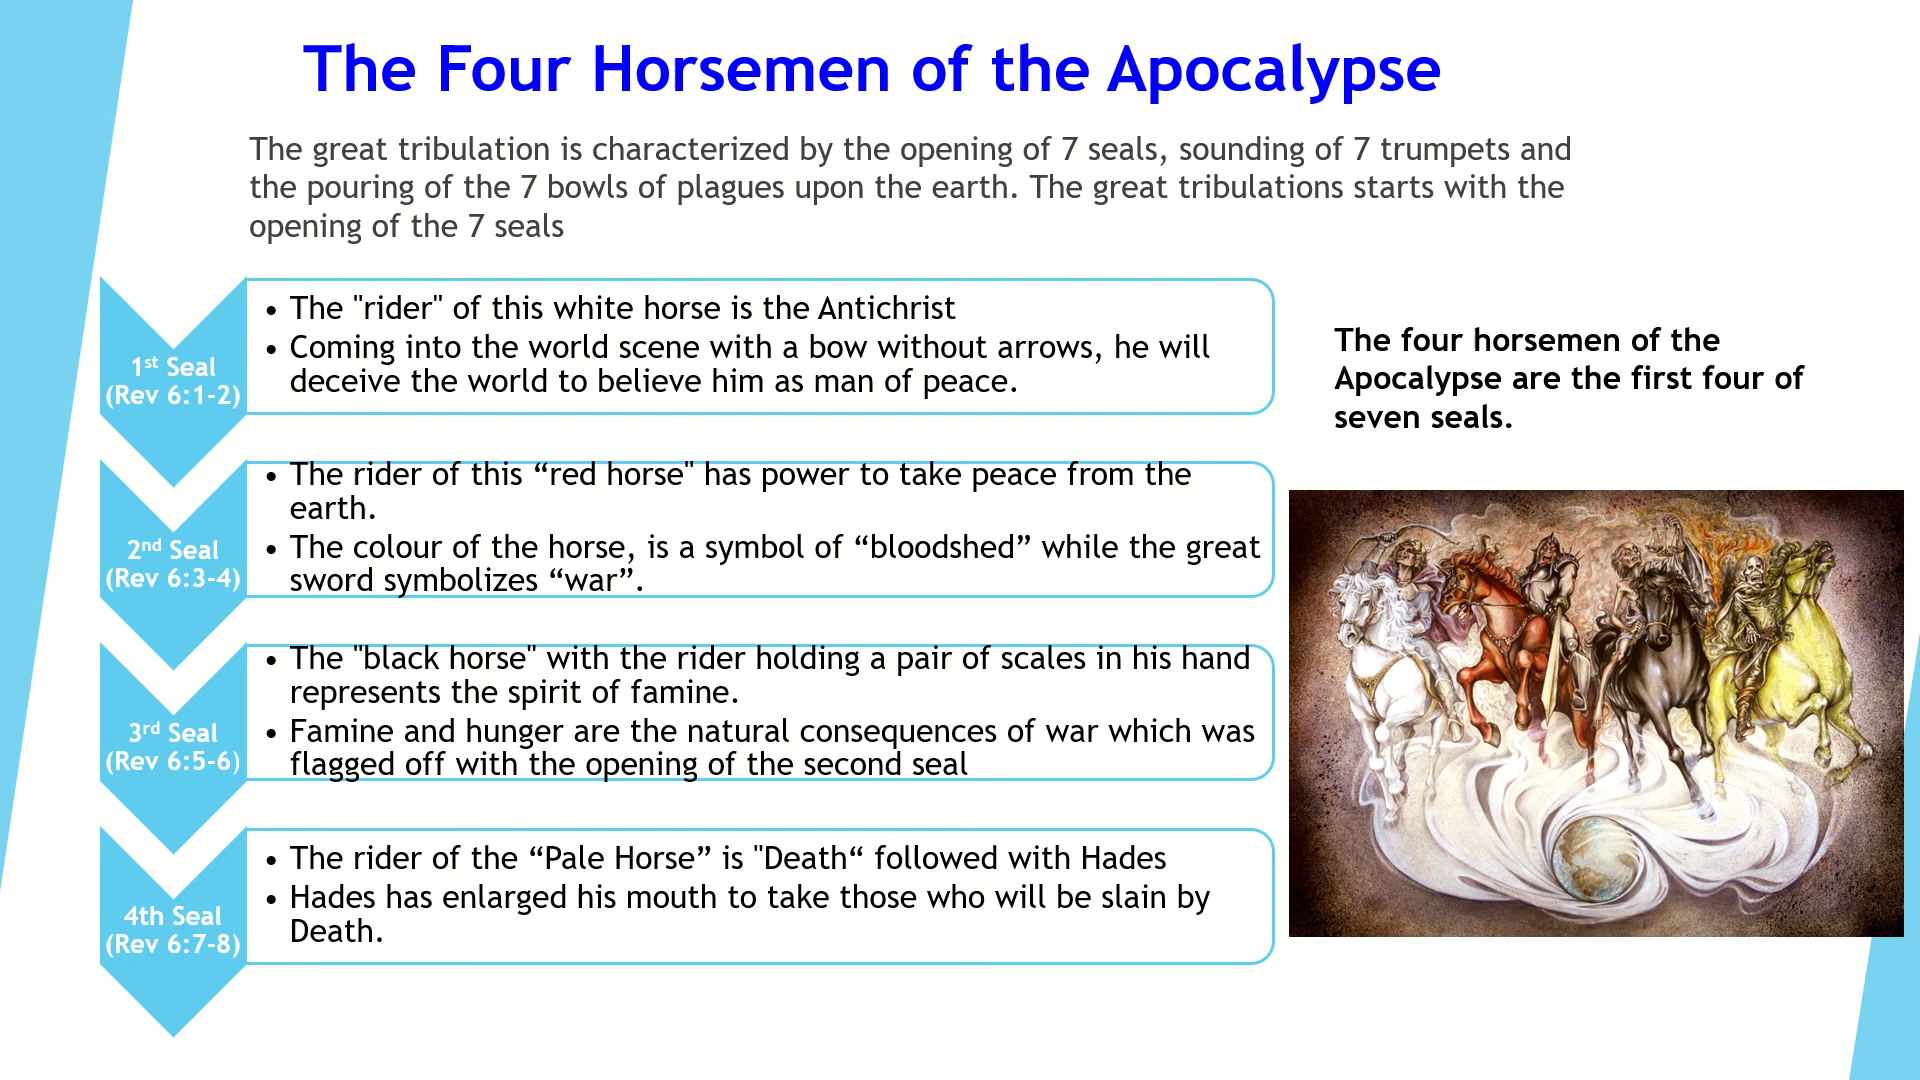 The Four Horsemen of the Apocalypse
The great tribulation is characterized by the opening of 7 seals, sounding of 7 trumpets and
the pouring of the 7 bowls of plagues upon the earth. The great tribulations starts with the
opening of the 7 seals
1st Seal
(Rev 6:1-2)
• The "rider" of this white horse is the Antichrist
• Coming into the world scene with a bow without arrows, he will
deceive the world to believe him as man of peace.
2nd Seal
(Rev 6:3-4)
• The rider of this “red horse" has power to take peace from the
earth.
• The colour of the horse, is a symbol of “bloodshed” while the great
sword symbolizes “war”.
3rd Seal
(Rev 6:5-6)
• The "black horse" with the rider holding a pair of scales in his hand
represents the spirit of famine.
• Famine and hunger are the natural consequences of war which was
flagged off with the opening of the second seal
4th Seal
(Rev 6:7-8)
• The rider of the “Pale Horse” is "Death“ followed with Hades
• Hades has enlarged his mouth to take those who will be slain by
Death.
The four horsemen of the
Apocalypse are the first four of
seven seals.